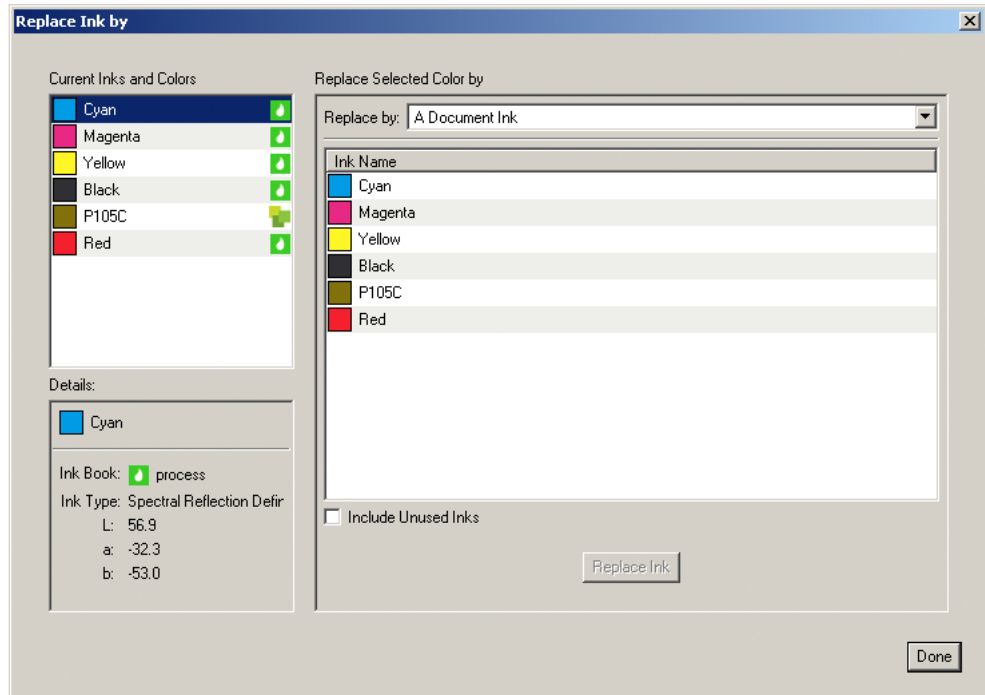 Replace Ink by
Current Inks and Colors
Cyan
Magenta
Yellow
Black
P105C
Red
Details:
Cyan
Ink Book: process
Ink Type: Spectral Reflection Defir
L: 56.9
a: -32.3
b: -53.0
Replace Selected Color by
Replace by: A Document Ink
Ink Name
Cyan
Magenta
Yellow
Black
P105C
Red
Include Unused Inks
Replace Ink
Done